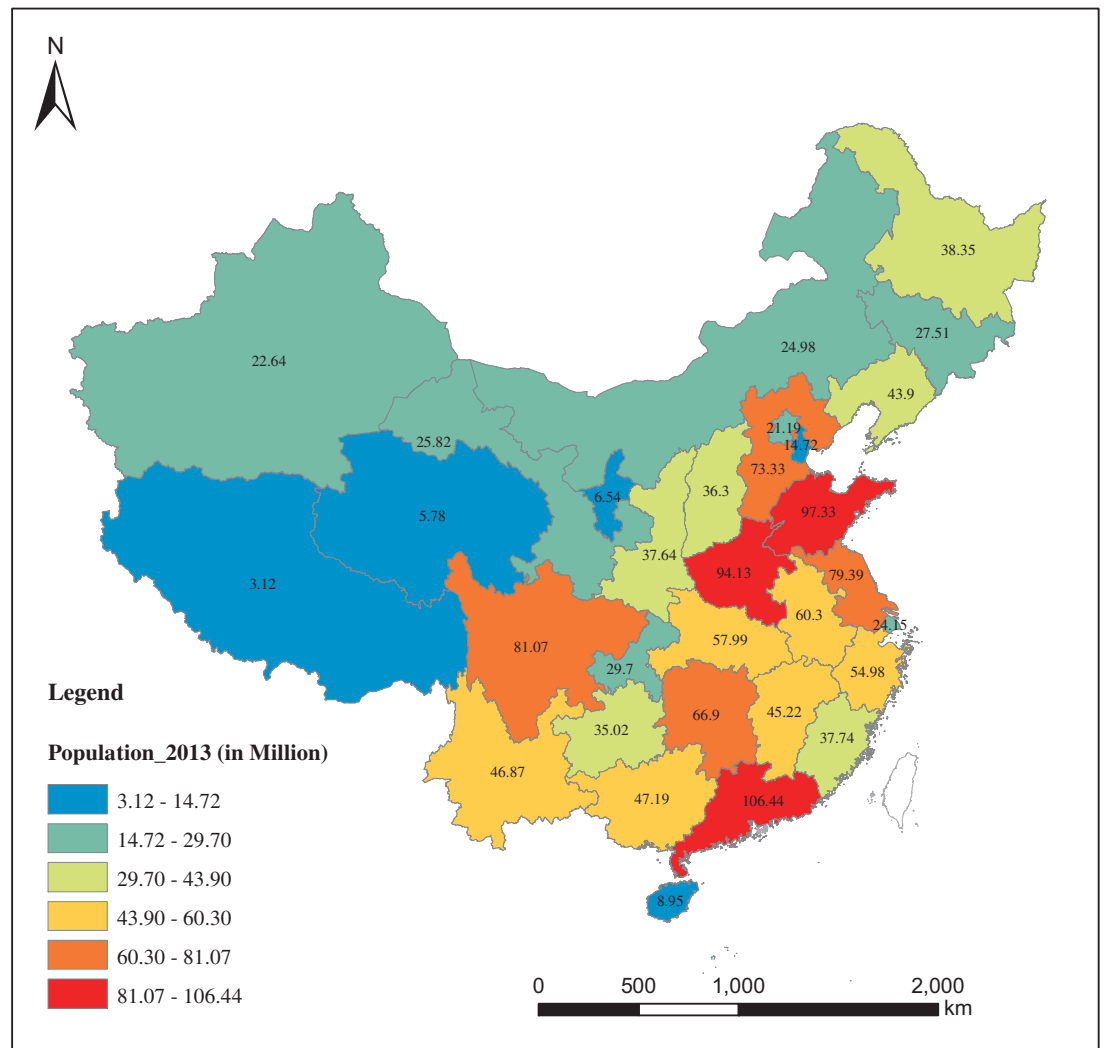 N
38.35
27.51
24.98
22.64
43.9
21.19
14.72
25.82
73.33
6.54
36.3
97.33
5.78
37.64
94.13
79.39
3.12
60.3
24.15
57.99
81.07
29.7
54.98
45.22
66.9
35.02
37.74
46.87
47.19
106.44
8.95
Legend
Population_2013 (in Million)
3.12 - 14.72
14.72 - 29.70
29.70 - 43.90
43.90 - 60.30
60.30 - 81.07
81.07 - 106.44
0 500 1,000 2,000
km